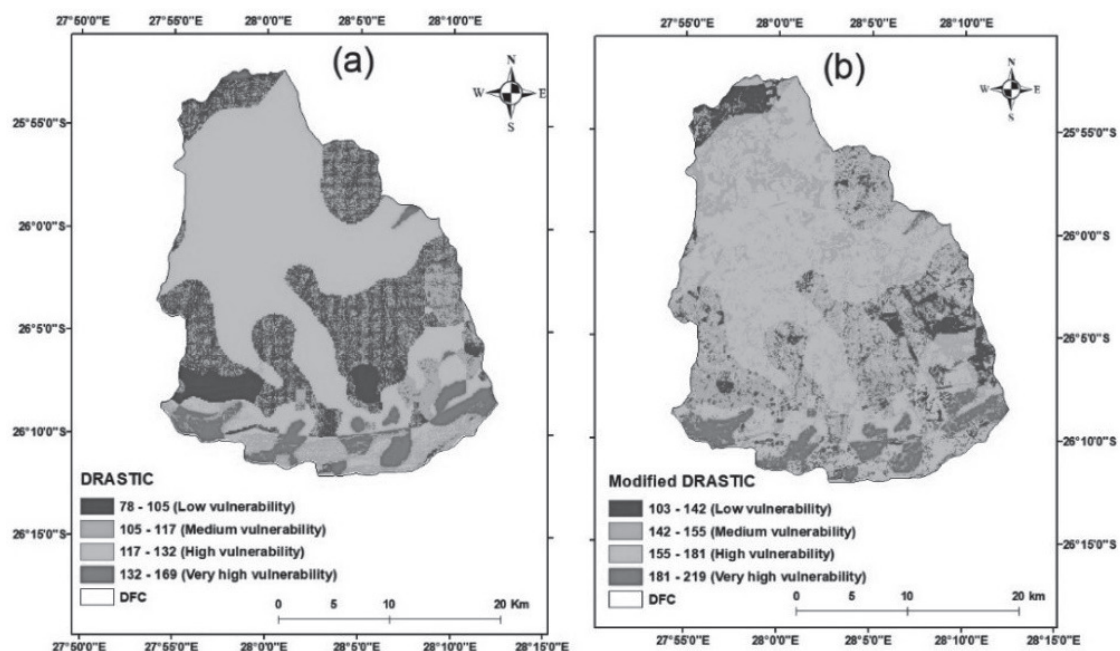 27°50'0"E 27°55'0"E 28°0'0"E 28°5'0"E 28°10'0"E
(a)
N
W E
S
25°55'0"S
26°0'0"S
26°5'0"S
26°10'0"S
26°15'0"S
DRASTIC
78 - 105 (Low vulnerability)
105 - 117 (Medium vulnerability)
117 - 132 (High vulnerability)
132 - 169 (Very high vulnerability)
DFC
0 5 10 20 Km
27°50'0"E 27°55'0"E 28°0'0"E 28°5'0"E 28°10'0"E
27°55'0"E 28°0'0"E 28°5'0"E 28°10'0"E
(b)
N
W E
S
25°55'0"S
26°0'0"S
26°5'0"S
26°10'0"S
26°15'0"S
Modified DRASTIC
103 - 142 (Low vulnerability)
142 - 155 (Medium vulnerability)
155 - 181 (High vulnerability)
181 - 219 (Very high vulnerability)
DFC
0 5 10 20 Km
27°55'0"E 28°0'0"E 28°5'0"E 28°10'0"E 28°15'0"E